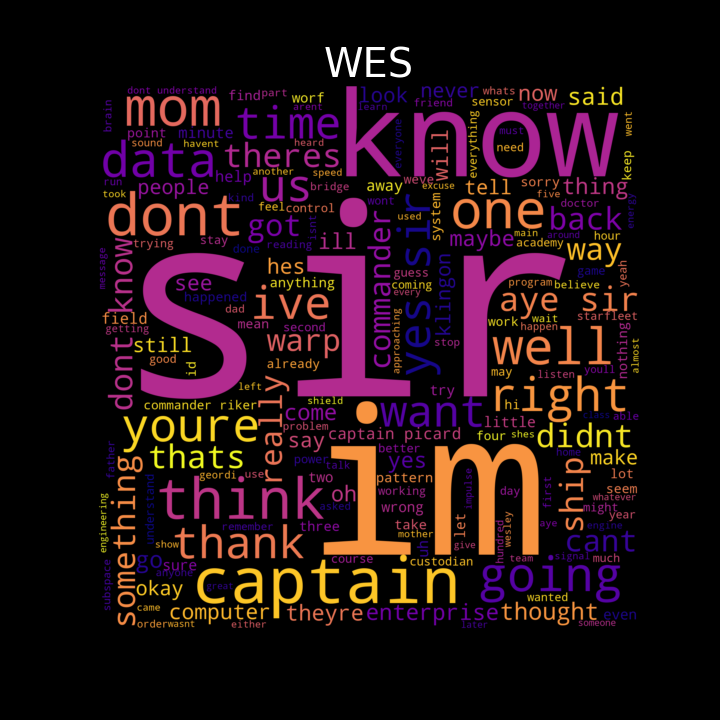 WES
dont understand
brain
mom
find
part
worf
look
never
whats
together
now
said
friend
learn
arent
sensor
went
point
minute
time
know
everyone
everything
must
need
keep
sound
havent
data
theres
heard
will
run
took
another
speed
help
us
bridge
away
weve
excuse
tell
sorry
five
thing
doctor
energy
people
kind
feel
control
wont
used
system
one
back
dont
got
isnt
ill
commander
yes sir
maybe
main
academy
around
hour
way
trying
stay
done
reading
message
dont know
sir
hes
anything
guess
coming
klingon
game
program
believe
yeah
see
happened
ive
every
aye sir
field
getting
dad
mean
second
approaching
work
wait
starfleet
happen
nothing
almost
still
good
id
warp
already
stop
well
listen
youll
may
left
try
want
right
commander riker
shield
hi
class
able
youre
really
come
problem
captain picard
little
four
shes
didnt
thats
say
better
yes
home
make
father
understand
geordi
power
use
talk
two
pattern
impulse
day
first
ship
lot
seem
whatever
something
think
oh
working
wrong
might
year
engineering
asked
im
remember
three
take
mother
uh
let
hundred
wesley
aye
engine
cant
show
thank
go
sure
anyone
course
custodian
give
team
signal
much
subspace
great
captain
going
okay
came
computer
theyre
enterprise
wanted
thought
even
order
wasnt
either
later
someone